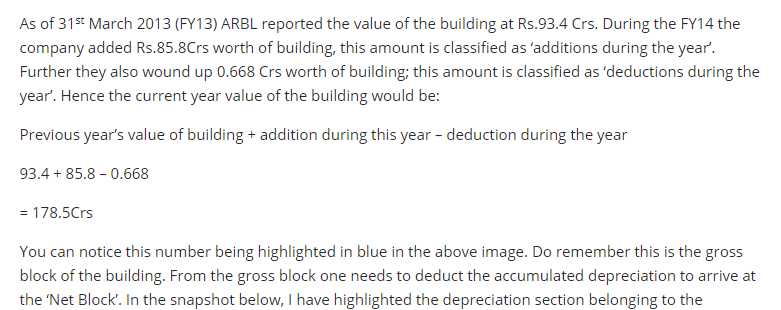 As of 31st March 2013 (FY13) ARBL reported the value of the building at Rs.93.4 Crs. During the FY14 the
company added Rs.85.8Crs worth of building, this amount is classified as ‘additions during the year’.
Further they also wound up 0.668 Crs worth of building; this amount is classified as ‘deductions during the
year’. Hence the current year value of the building would be:
Previous year’s value of building + addition during this year – deduction during the year
93.4 + 85.8 – 0.668
= 178.5Crs
You can notice this number being highlighted in blue in the above image. Do remember this is the gross
block of the building. From the gross block one needs to deduct the accumulated depreciation to arrive at
the ‘Net Block’. In the snapshot below, I have highlighted the depreciation section belonging to the